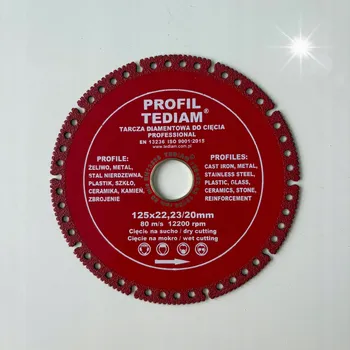 PROFIL
TEDIAM®
TARCZA DIAMENTOWA DO CIĘCIA
PROFESSIONAL
EN 13236 ISO 9001:2015
www.tediam.com.pl
PROFILE:
ŻELIWO, METAL,
STAL NIERDZEWNA,
PLASTIK, SZKŁO,
CERAMIKA, KAMIEŃ,
ZBROJENIE
PROFILES:
CAST IRON, METAL,
STAINLESS STEEL,
PLASTIC, GLASS,
CERAMICS, STONE,
REINFORCEMENT
125x22,23/20mm
80 m/s 12200 rpm
Cięcie na sucho / dry cutting
Cięcie na mokro / wet cutting